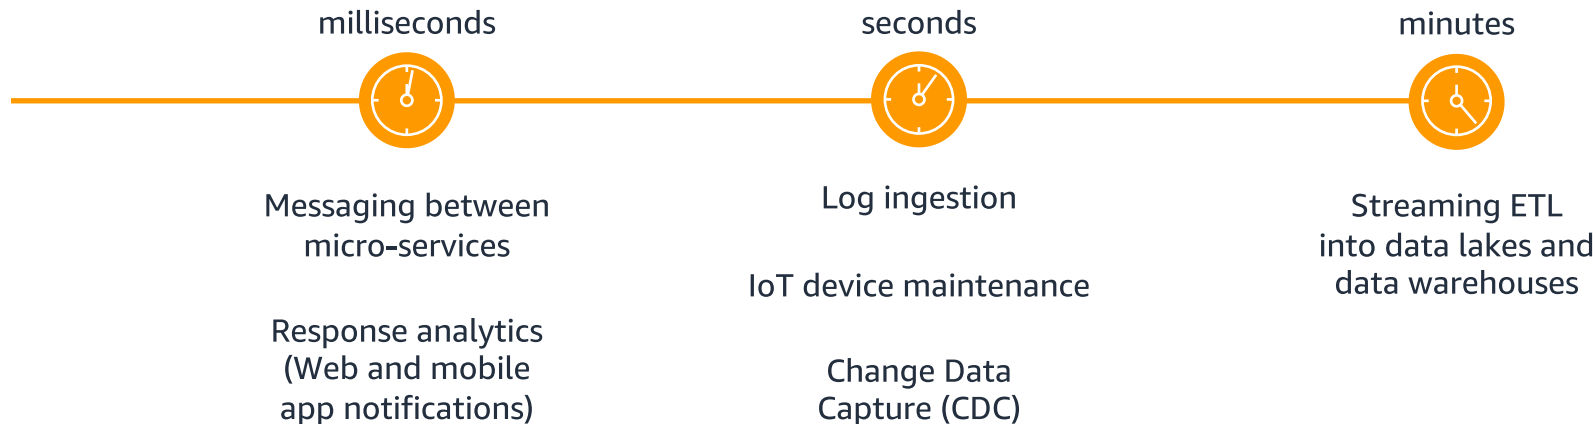 milliseconds
seconds
minutes
Messaging between
micro-services
Response analytics
(Web and mobile
app notifications)
Log ingestion
IoT device maintenance
Change Data
Capture (CDC)
Streaming ETL
into data lakes and
data warehouses